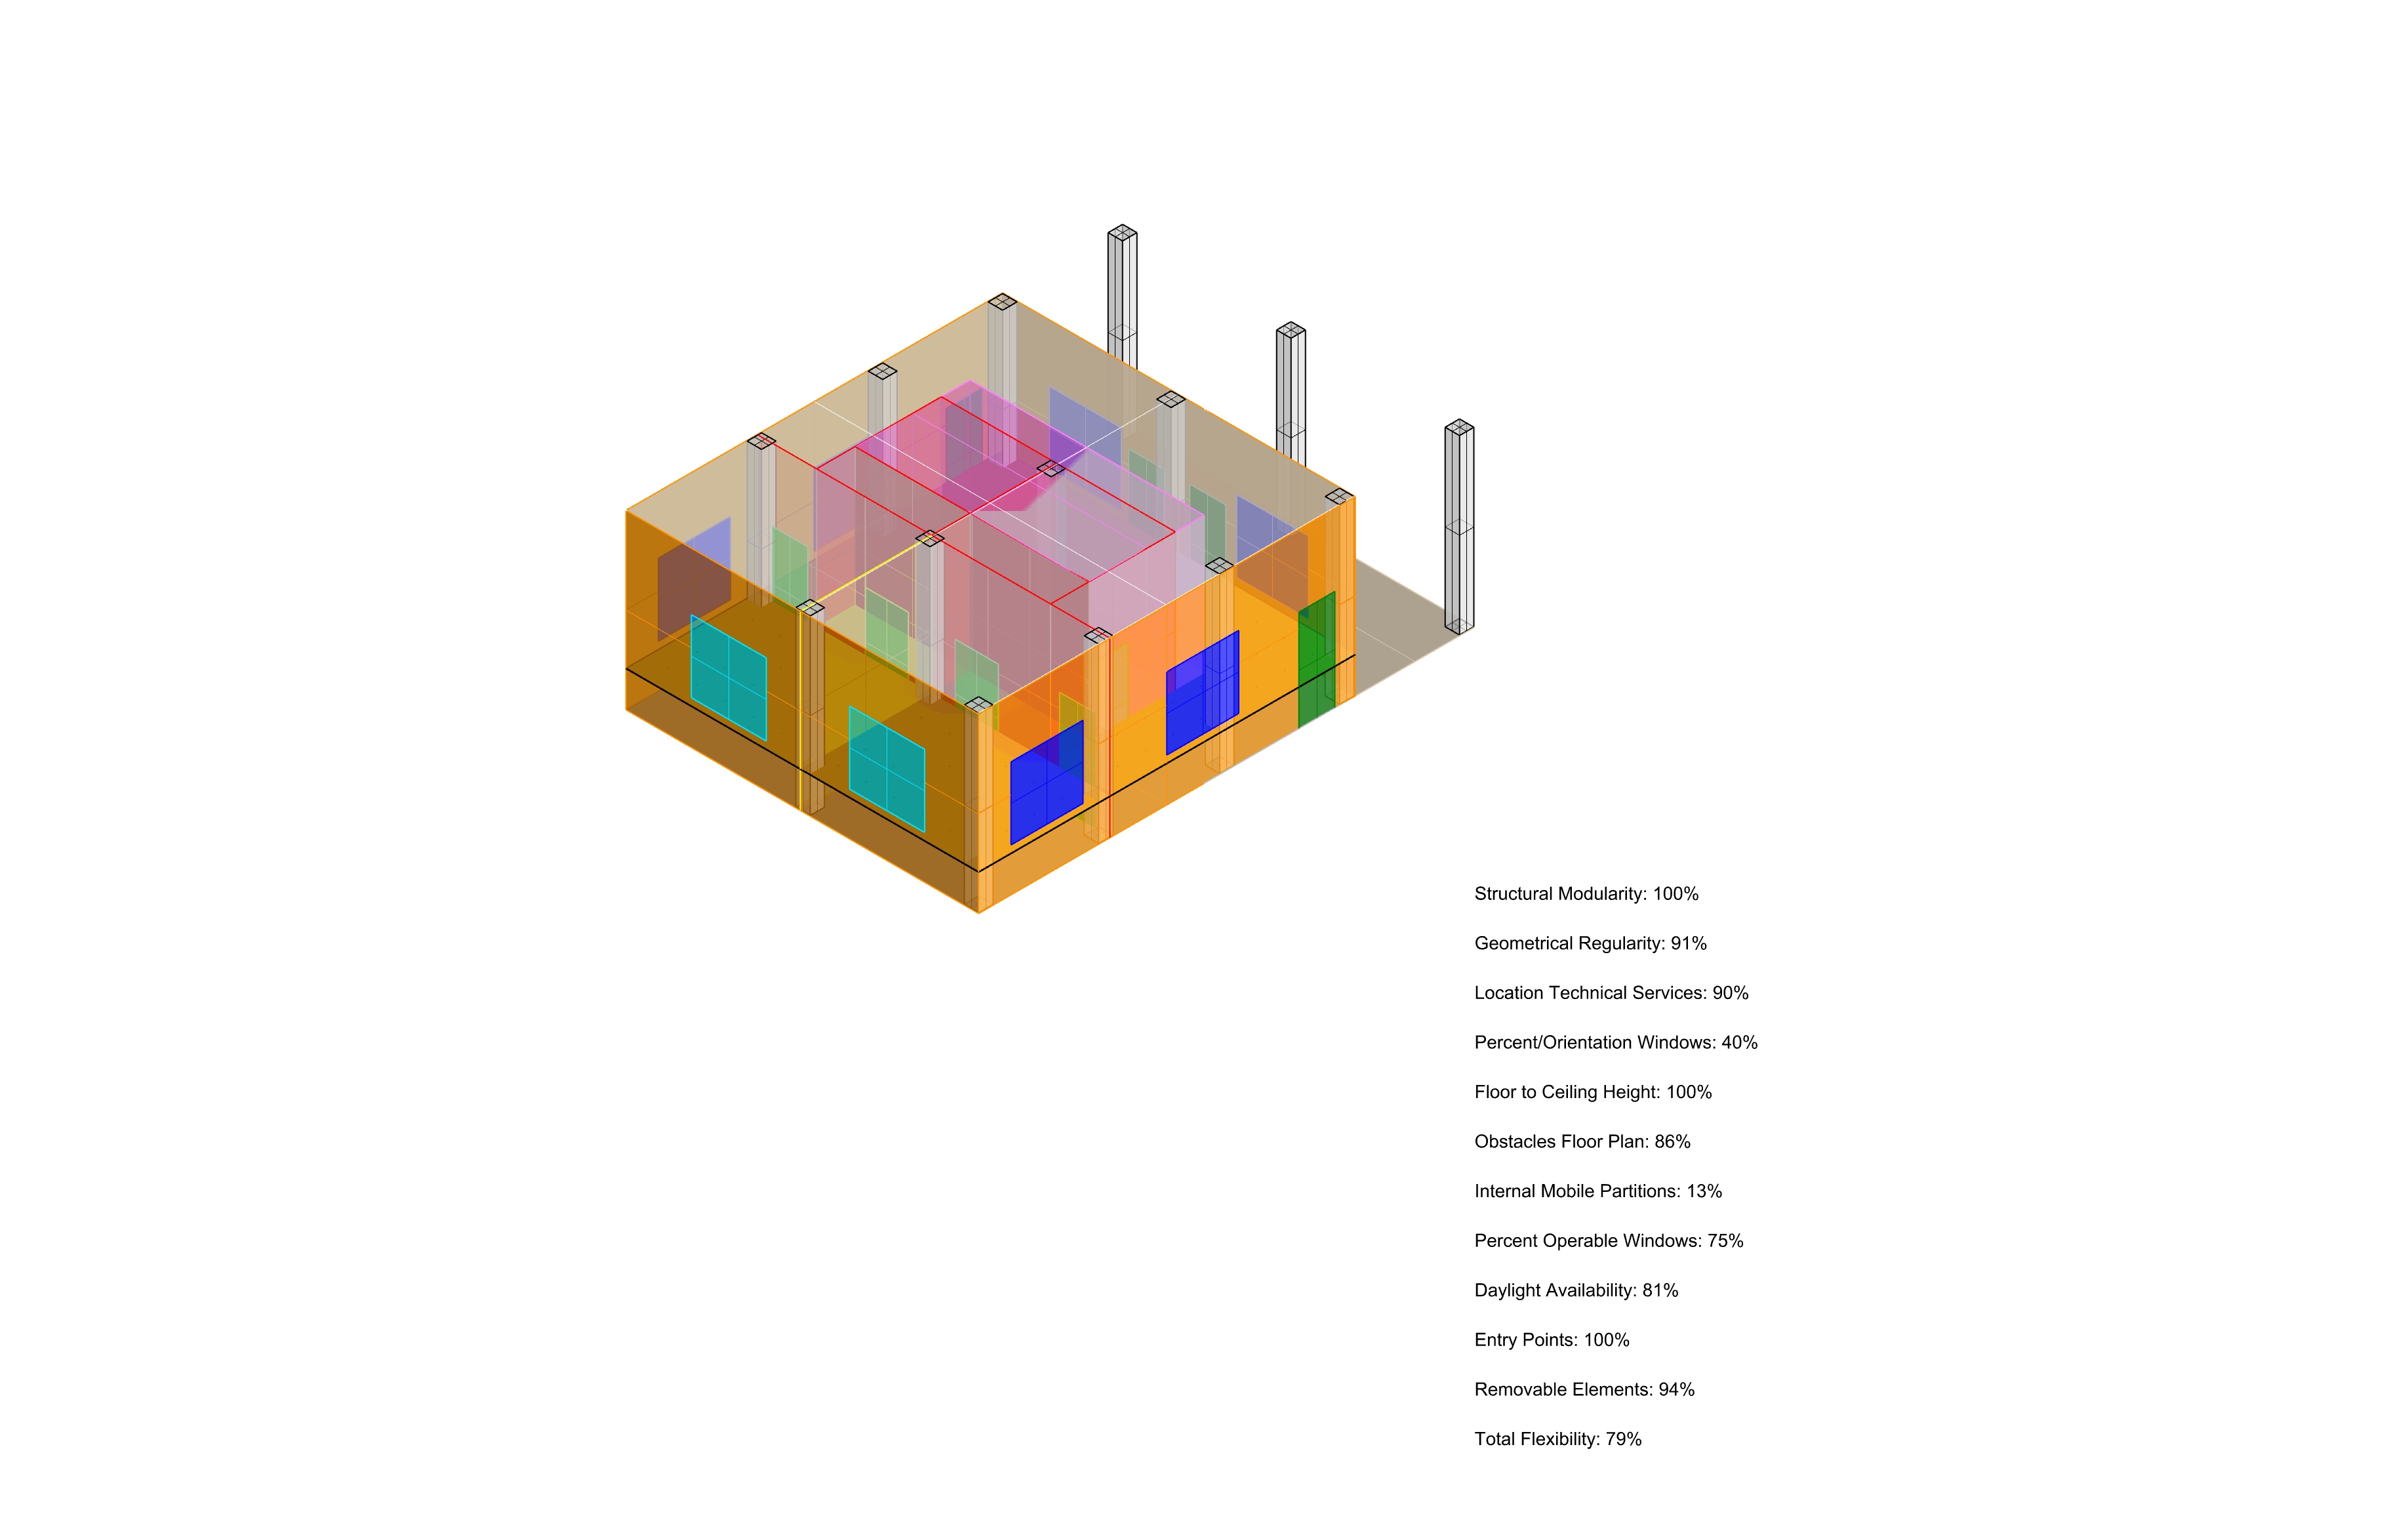 Structural Modularity: 100%
Geometrical Regularity: 91%
Location Technical Services: 90%
Percent/Orientation Windows: 40%
Floor to Ceiling Height: 100%
Obstacles Floor Plan: 86%
Internal Mobile Partitions: 13%
Percent Operable Windows: 75%
Daylight Availability: 81%
Entry Points: 100%
Removable Elements: 94%
Total Flexibility: 79%